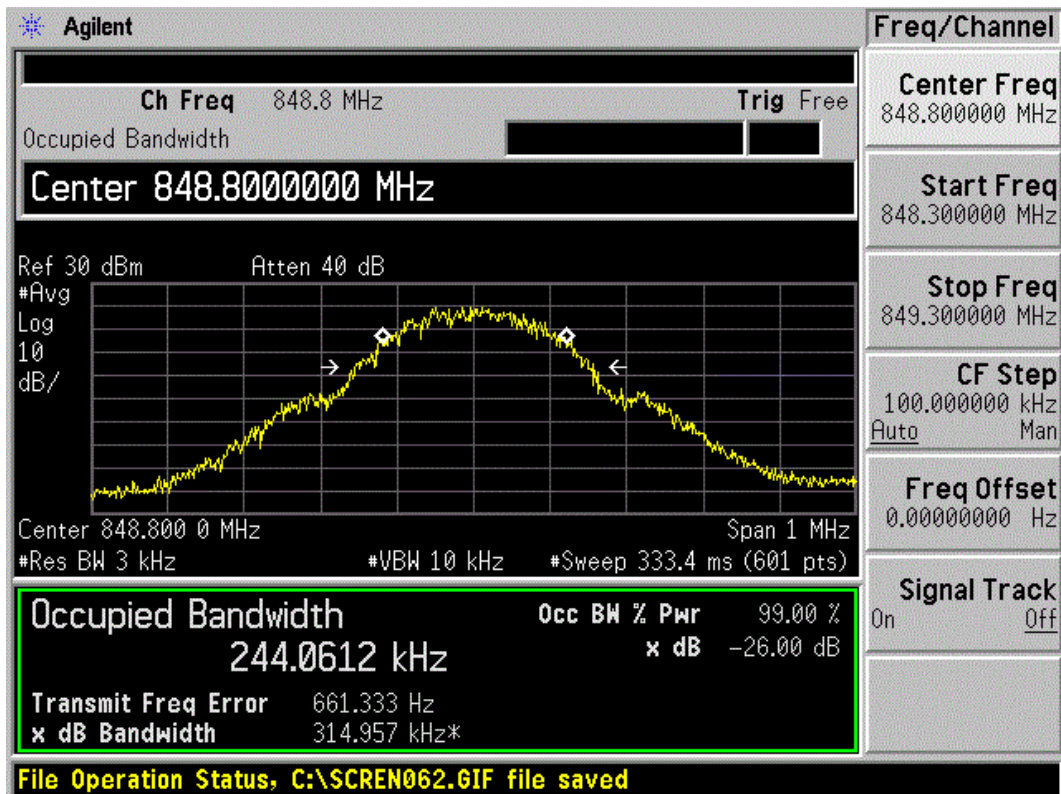 Agilent
Ch Freq 848.8 MHz Trig Free
Occupied Bandwidth
Center 848.8000000 MHz
Ref 30 dBm Atten 40 dB
#Avg
Log
10
dB/
Center 848.800 0 MHz Span 1 MHz
#Res BW 3 kHz #VBW 10 kHz #Sweep 333.4 ms (601 pts)
Occupied Bandwidth Occ BW % Pwr 99.00 %
244.0612 kHz x dB -26.00 dB
Transmit Freq Error 661.333 Hz
x dB Bandwidth 314.957 kHz*
File Operation Status, C:\SCREN062.GIF file saved
Freq/Channel
Center Freq
848.800000 MHz
Start Freq
848.300000 MHz
Stop Freq
849.300000 MHz
CF Step
100.000000 kHz
Auto Man
Freq Offset
0.00000000 Hz
Signal Track
On Off